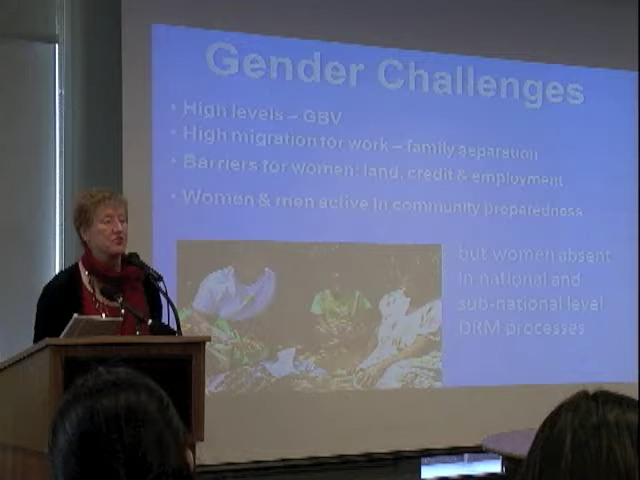 Gender Challenges
• High levels – GBV
• High migration for work – family separation
• Barriers for women: land, credit & employment
• Women & men active in community preparedness
but women absent
in national and
sub-national level
DRM processes